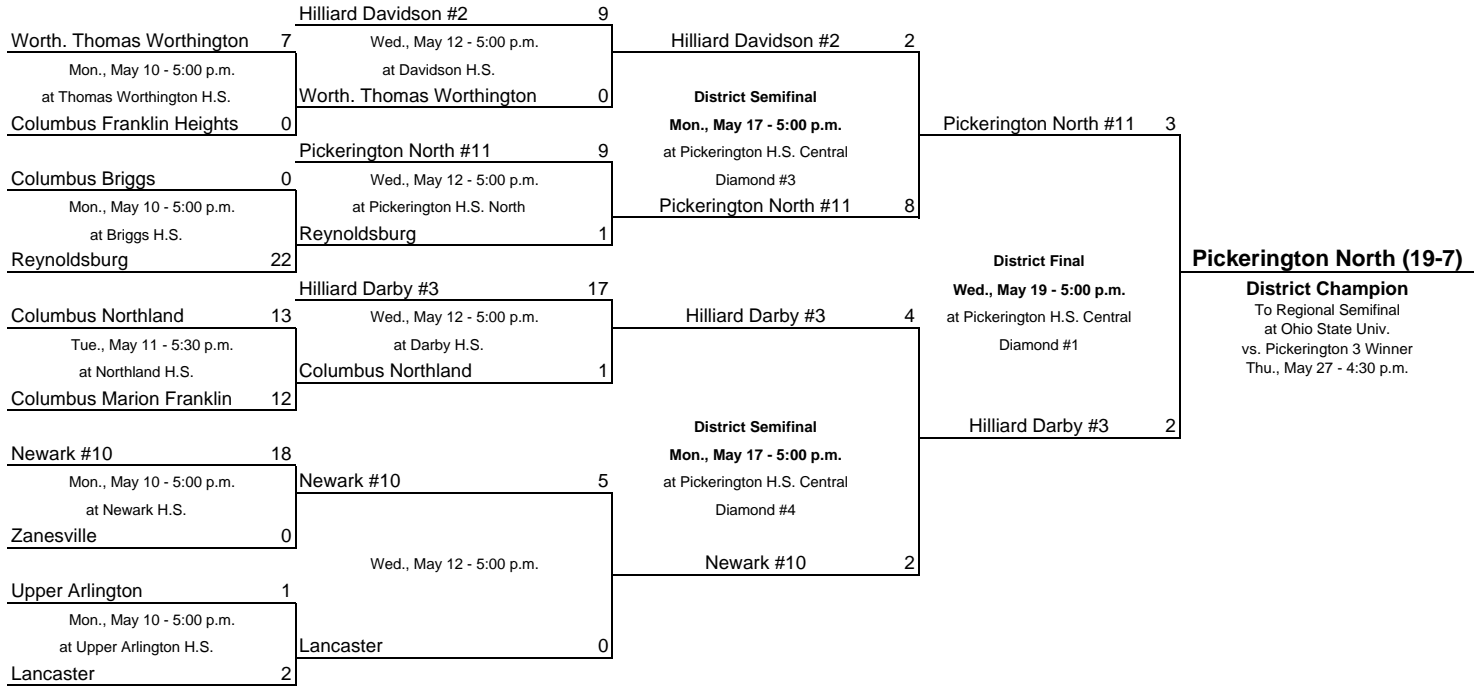 Worth. Thomas Worthington 7
Mon., May 10 - 5:00 p.m.
at Thomas Worthington H.S.
Columbus Franklin Heights 0
Columbus Briggs 0
Mon., May 10 - 5:00 p.m.
at Briggs H.S.
Reynoldsburg 22
Columbus Northland 13
Tue., May 11 - 5:30 p.m.
at Northland H.S.
Columbus Marion Franklin 12
Newark #10 18
Mon., May 10 - 5:00 p.m.
at Newark H.S.
Zanesville 0
Upper Arlington 1
Mon., May 10 - 5:00 p.m.
at Upper Arlington H.S.
Lancaster 2
Hilliard Davidson #2 9
Wed., May 12 - 5:00 p.m.
at Davidson H.S.
Worth. Thomas Worthington 0
Pickerington North #11 9
Wed., May 12 - 5:00 p.m.
at Pickerington H.S. North
Reynoldsburg 1
Hilliard Darby #3 17
Wed., May 12 - 5:00 p.m.
at Darby H.S.
Columbus Northland 1
Newark #10 5
Wed., May 12 - 5:00 p.m.
Lancaster 0
Hilliard Davidson #2 2
District Semifinal
Mon., May 17 - 5:00 p.m.
at Pickerington H.S. Central
Diamond #3
Pickerington North #11 8
Hilliard Darby #3 4
District Semifinal
Mon., May 17 - 5:00 p.m.
at Pickerington H.S. Central
Diamond #4
Newark #10 2
Pickerington North #11 3
District Final
Wed., May 19 - 5:00 p.m.
at Pickerington H.S. Central
Diamond #1
Hilliard Darby #3 2
Pickerington North (19-7)
District Champion
To Regional Semifinal
at Ohio State Univ.
vs. Pickerington 3 Winner
Thu., May 27 - 4:30 p.m.